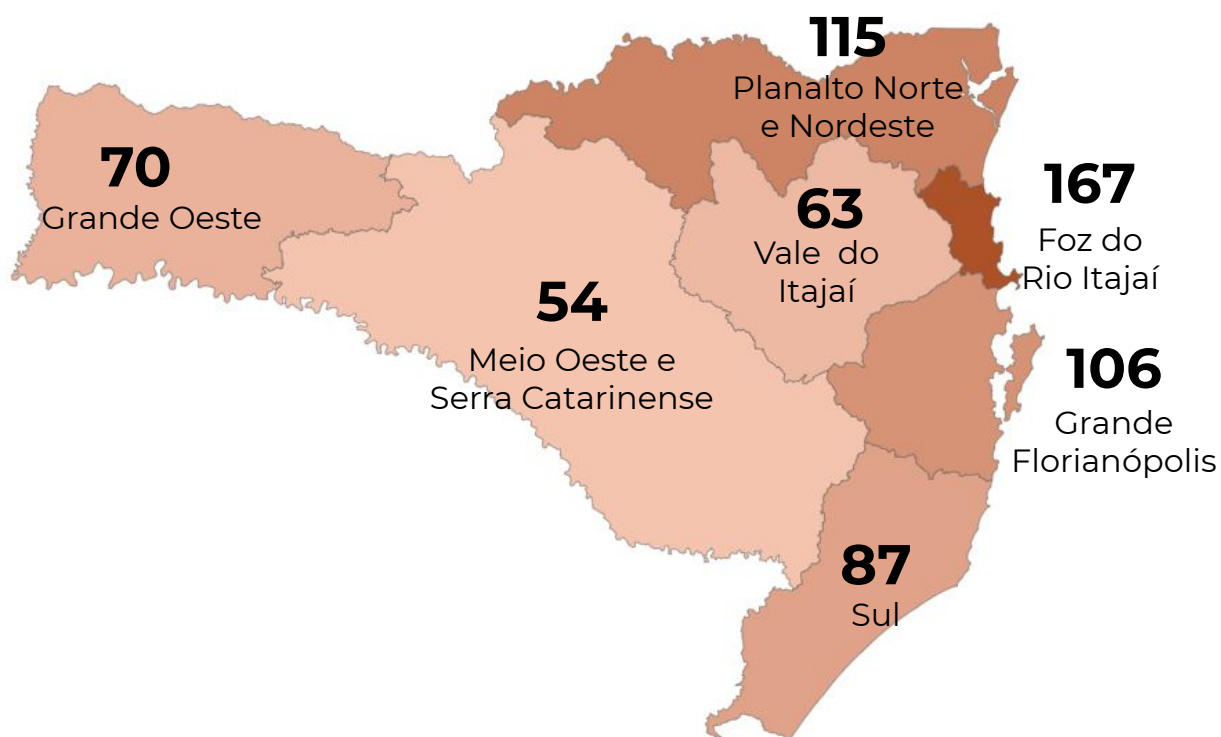 115
Planalto Norte
e Nordeste
70
Grande Oeste
63
Vale do
Itajaí
167
Foz do
Rio Itajaí
54
Meio Oeste e
Serra Catarinense
106
Grande
Florianópolis
87
Sul